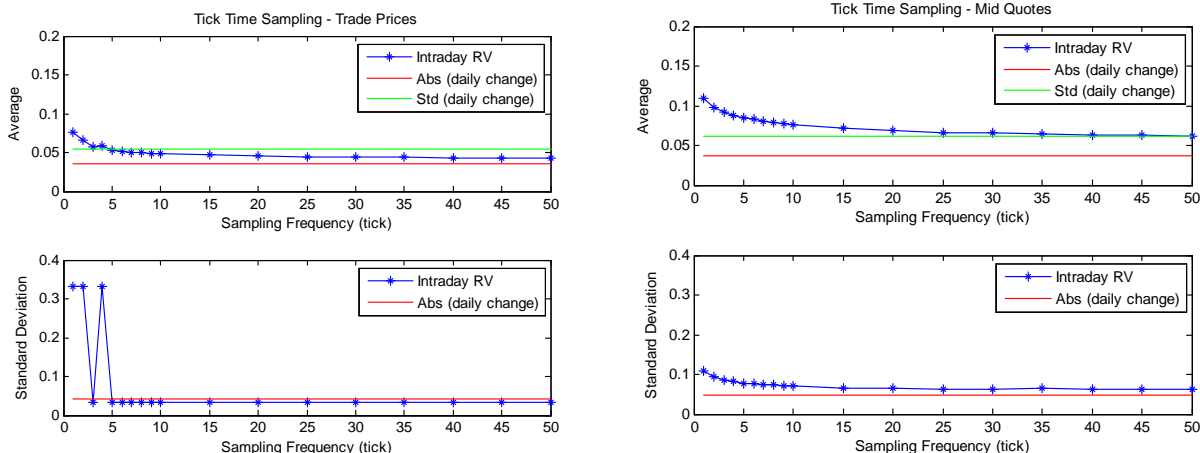 Tick Time Sampling - Trade Prices
0.2
0.15
0.1
0.05
0
Average
Intraday RV
Abs (daily change)
Std (daily change)
0 5 10 15 20 25 30 35 40 45 50
Sampling Frequency (tick)
0.4
0.3
0.2
0.1
0
Standard Deviation
Intraday RV
Abs (daily change)
0 5 10 15 20 25 30 35 40 45 50
Sampling Frequency (tick)
Tick Time Sampling - Mid Quotes
0.2
0.15
0.1
0.05
0
Average
Intraday RV
Abs (daily change)
Std (daily change)
0 5 10 15 20 25 30 35 40 45 50
Sampling Frequency (tick)
0.4
0.3
0.2
0.1
0
Standard Deviation
Intraday RV
Abs (daily change)
0 5 10 15 20 25 30 35 40 45 50
Sampling Frequency (tick)